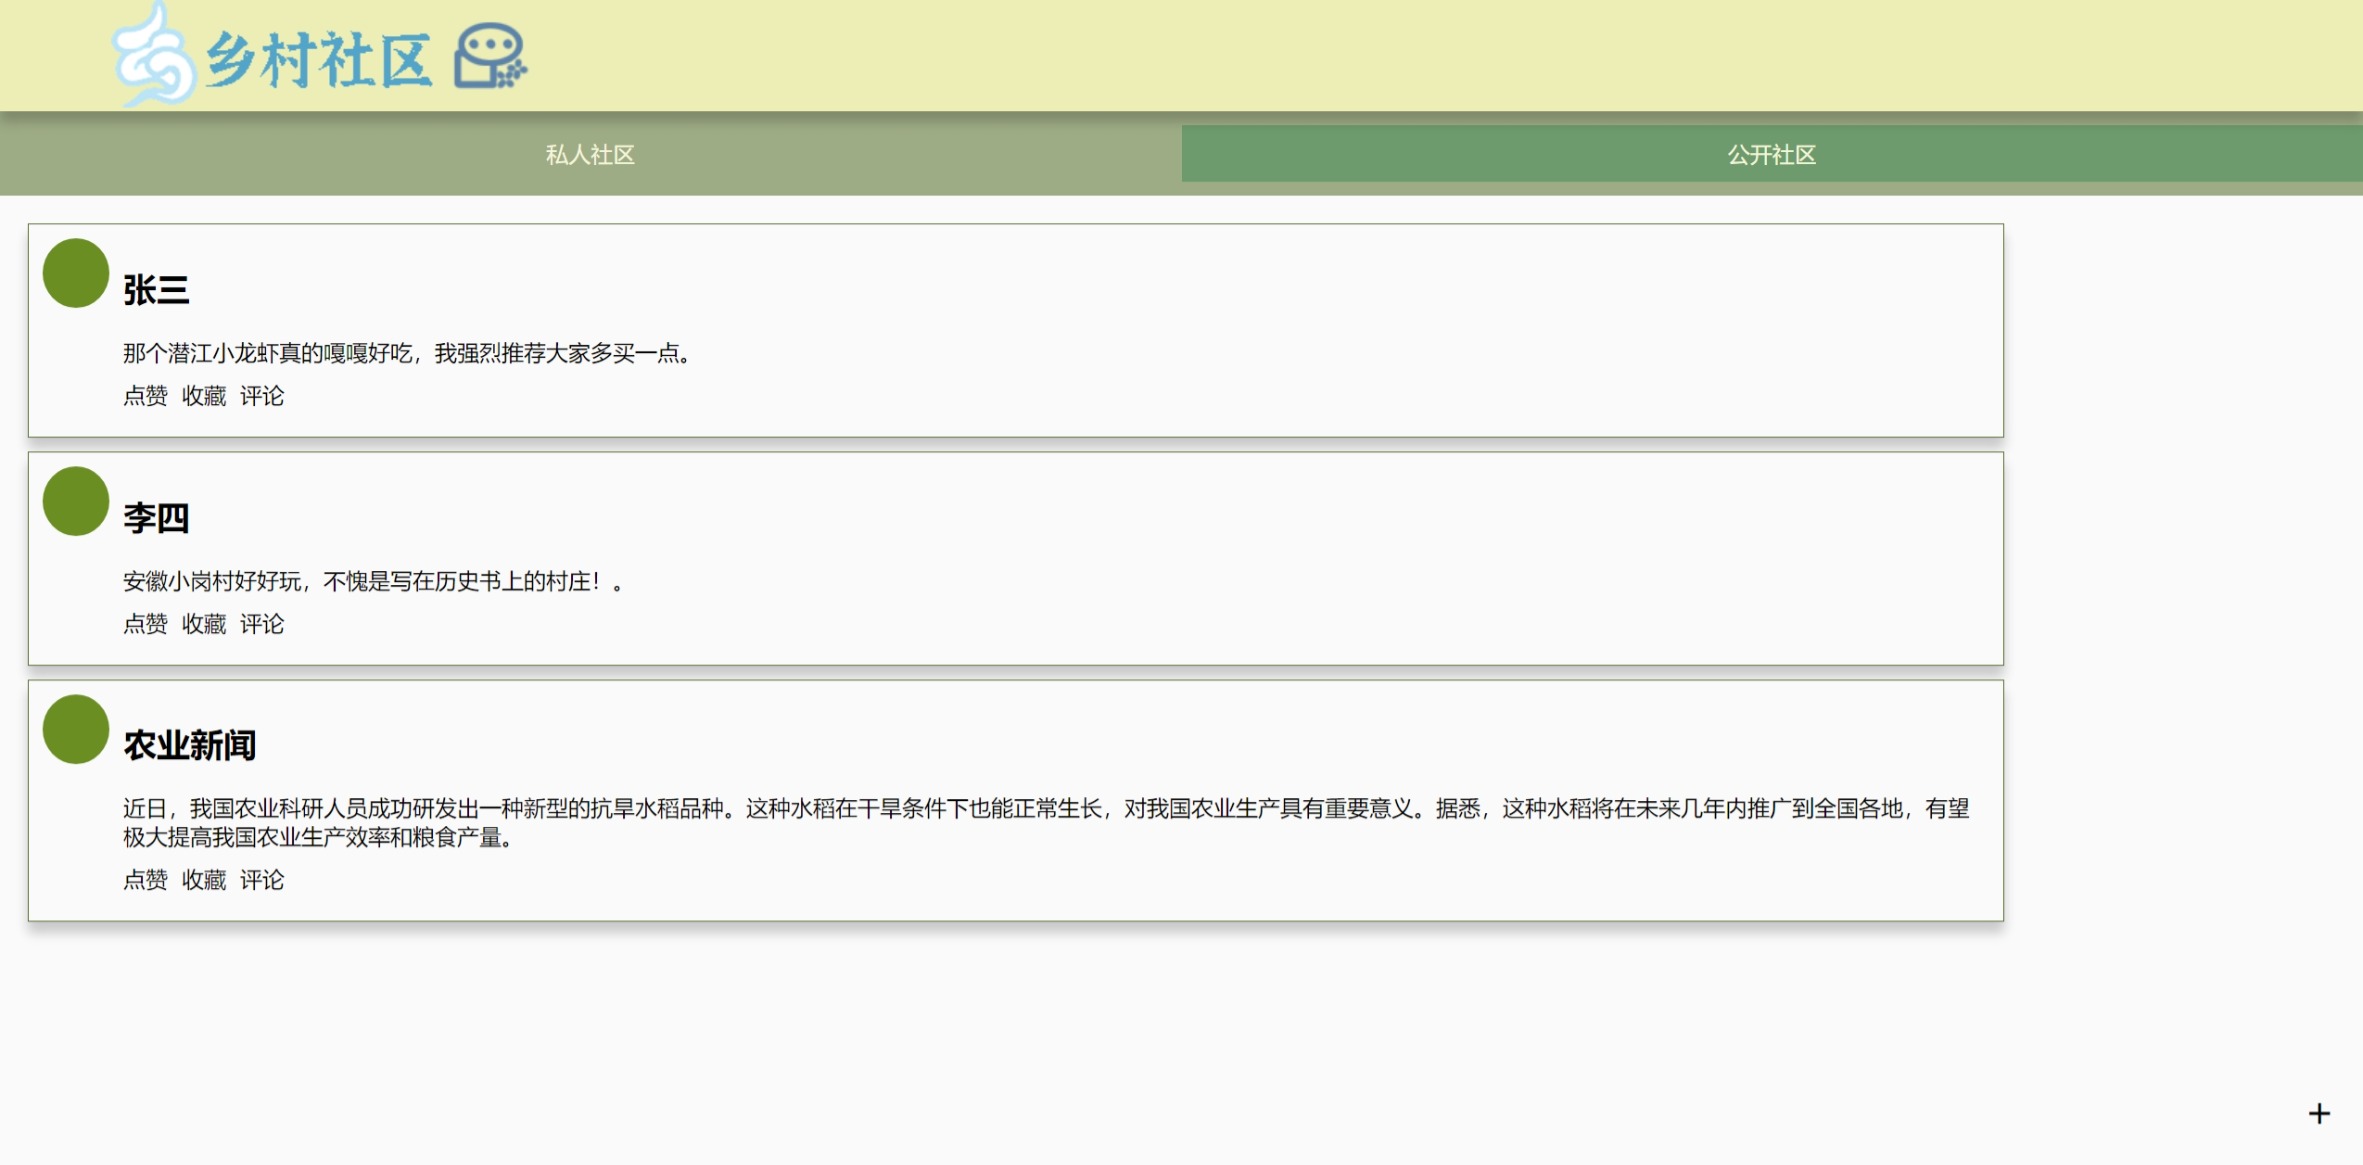 乡村社区
私人社区 公开社区
张三
那个潜江小龙虾真的嘎嘎好吃，我强烈推荐大家多买一点。
点赞 收藏 评论
李四
安徽小岗村好好玩，不愧是写在历史书上的村庄！。
点赞 收藏 评论
农业新闻
近日，我国农业科研人员成功研发出一种新型的抗旱水稻品种。这种水稻在干旱条件下也能正常生长，对我国农业生产具有重要意义。据悉，这种水稻将在未来几年内推广到全国各地，有望
极大提高我国农业生产效率和粮食产量。
点赞 收藏 评论
+